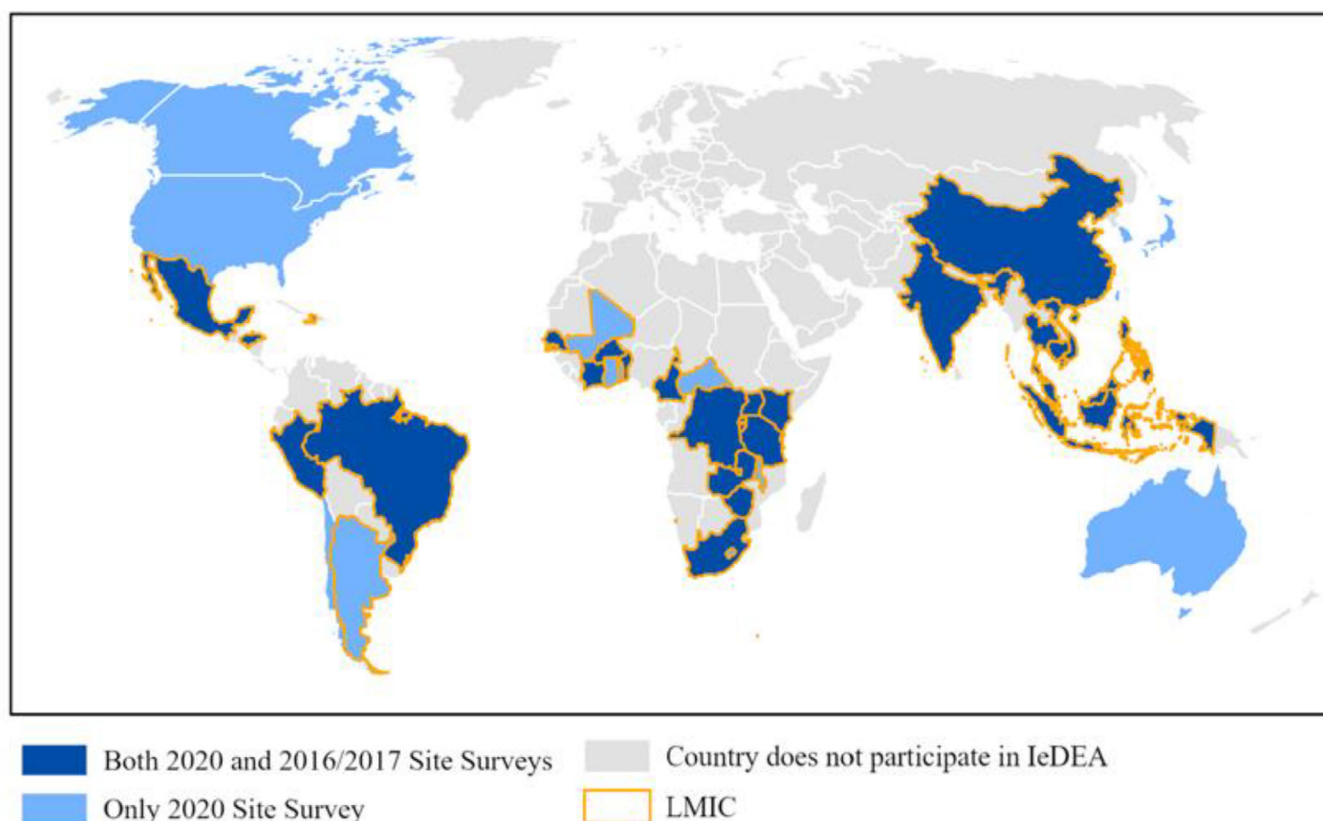 Both 2020 and 2016/2017 Site Surveys
Country does not participate in IeDEA
Only 2020 Site Survey
LMIC